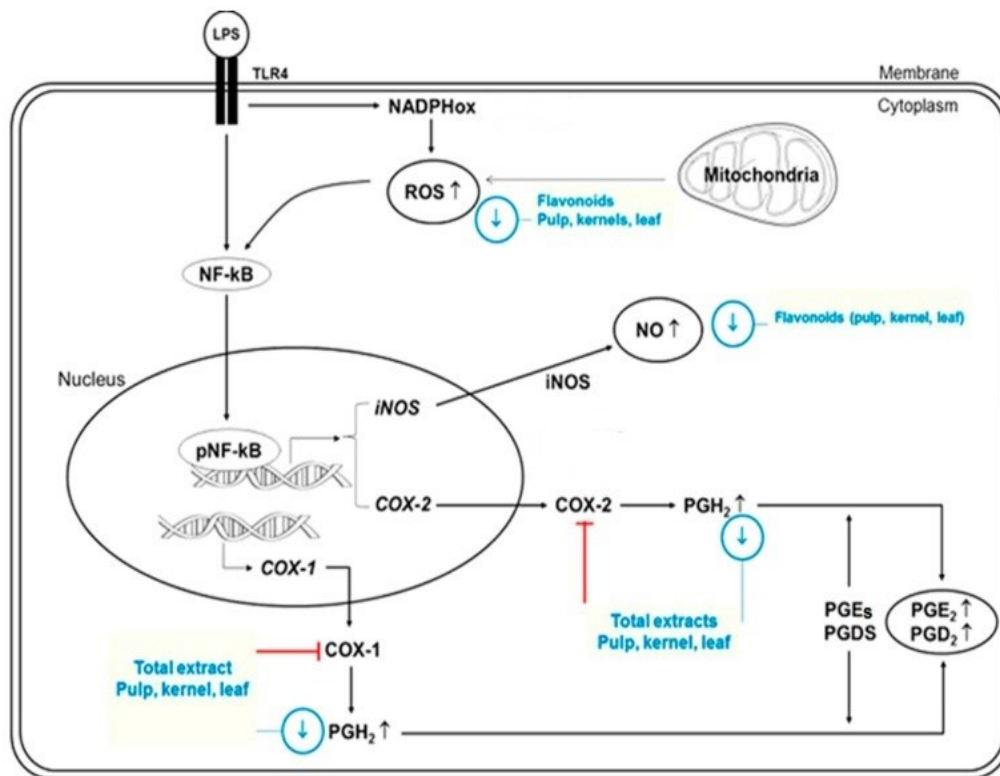 LPS
TLR4
Membrane
Cytoplasm
NADPHox
ROS ↑
Mitochondria
↓
Flavonoids
Pulp, kernels, leaf
NF-kB
NO ↑
↓
Flavonoids (pulp, kernel, leaf)
iNOS
Nucleus
iNOS
pNF-kB
COX-2
COX-2
PGH₂ ↑
↓
COX-1
Total extracts
Pulp, kernel, leaf
PGEs
PGDS
PGE₂ ↑
PGD₂ ↑
COX-1
Total extract
Pulp, kernel, leaf
↓
PGH₂ ↑